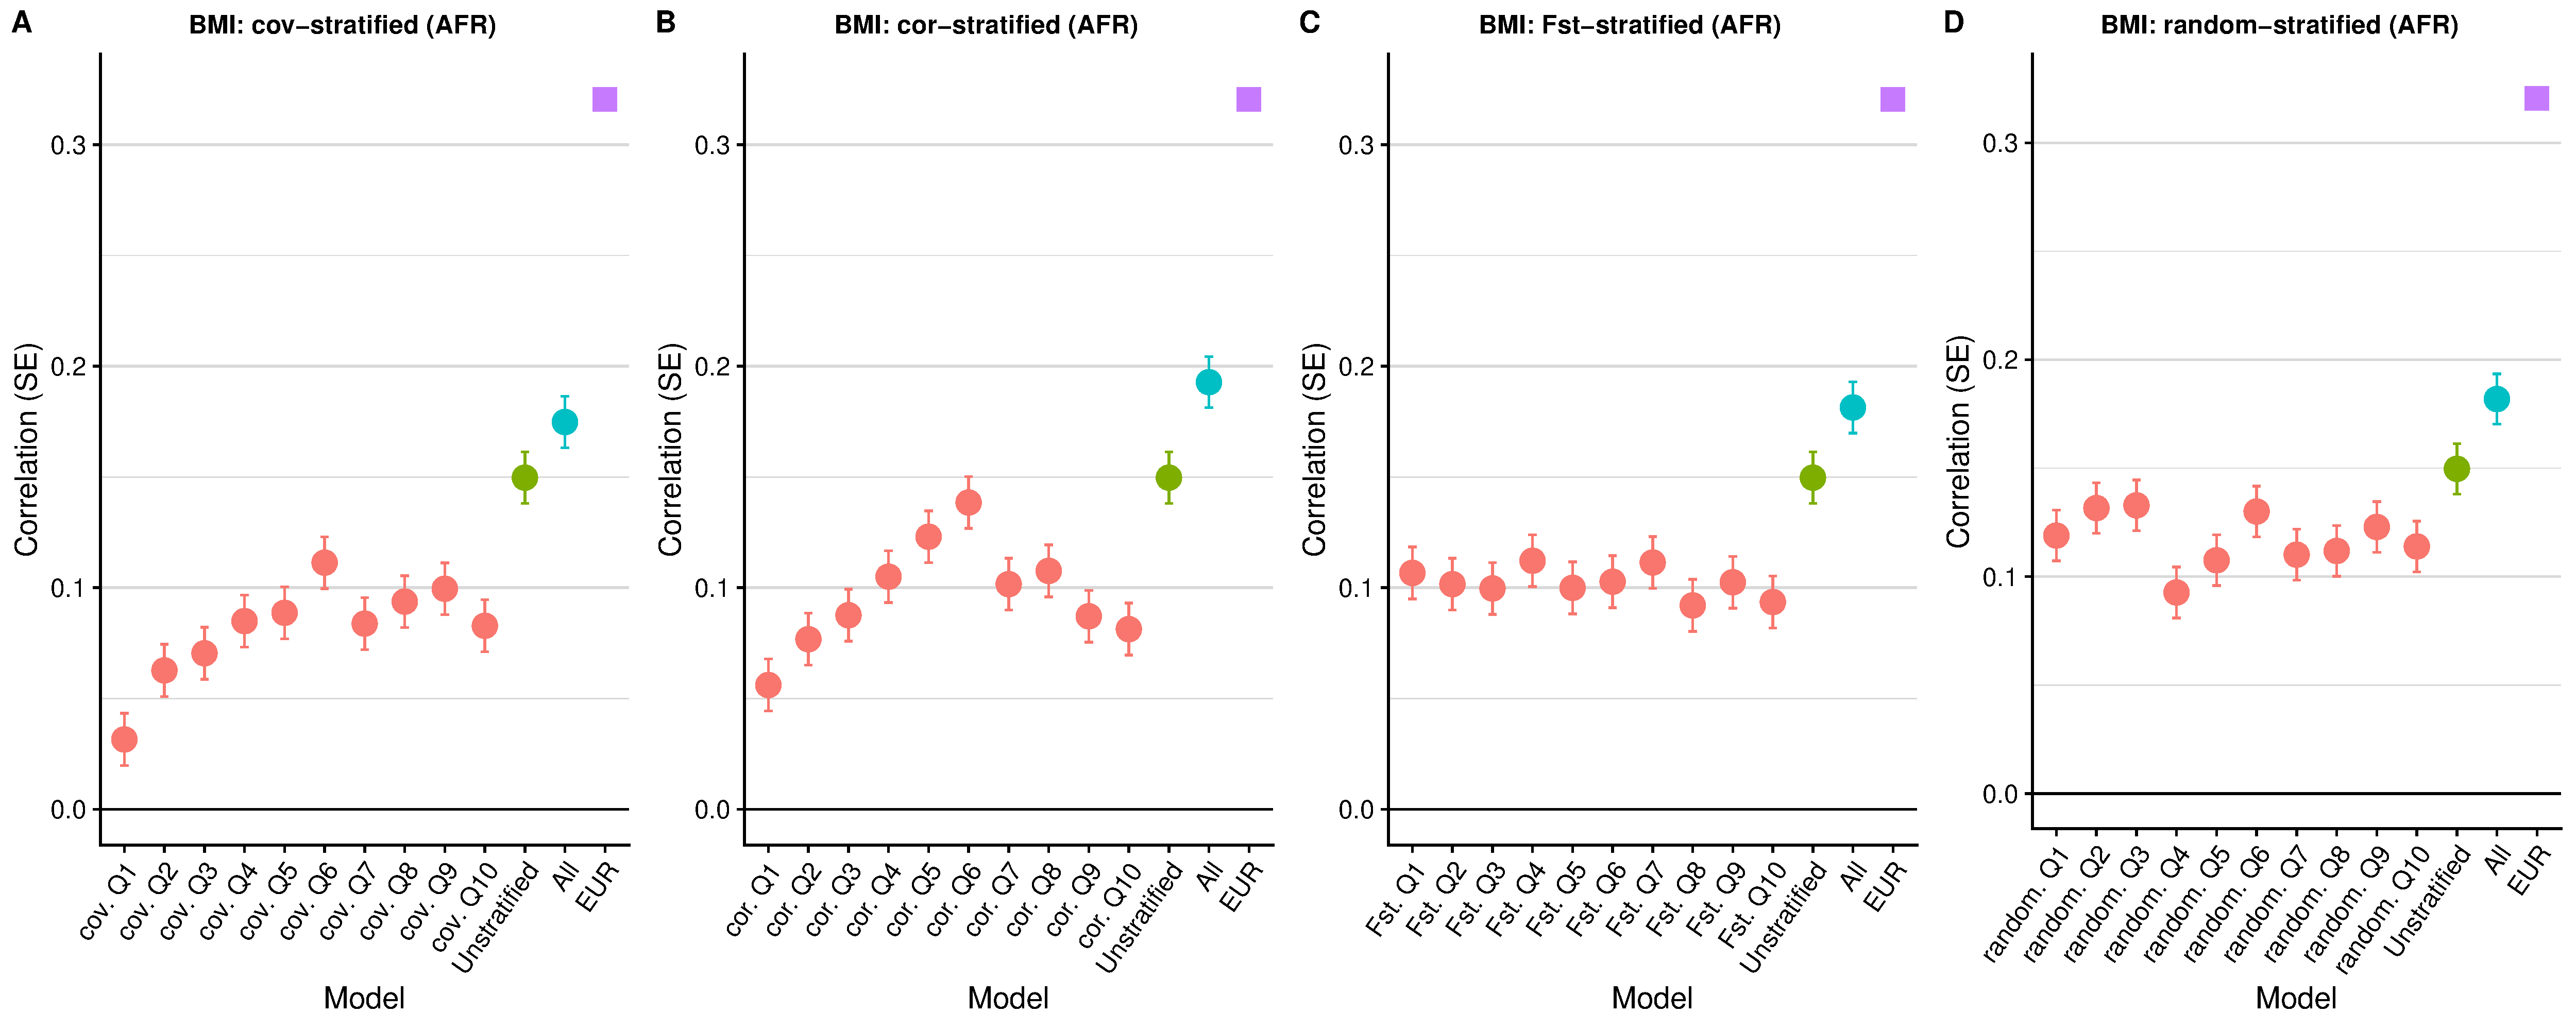 A
BMI: cov−stratified (AFR)
Correlation (SE)
0.3
0.2
0.1
0.0
cov. Q1
cov. Q2
cov. Q3
cov. Q4
cov. Q5
cov. Q6
cov. Q7
cov. Q8
cov. Q9
cov. Q10
Unstratified
All
EUR
Model
B
BMI: cor−stratified (AFR)
Correlation (SE)
0.3
0.2
0.1
0.0
cor. Q1
cor. Q2
cor. Q3
cor. Q4
cor. Q5
cor. Q6
cor. Q7
cor. Q8
cor. Q9
cor. Q10
Unstratified
All
EUR
Model
C
BMI: Fst−stratified (AFR)
Correlation (SE)
0.3
0.2
0.1
0.0
Fst. Q1
Fst. Q2
Fst. Q3
Fst. Q4
Fst. Q5
Fst. Q6
Fst. Q7
Fst. Q8
Fst. Q9
Fst. Q10
Unstratified
All
EUR
Model
D
BMI: random−stratified (AFR)
Correlation (SE)
0.3
0.2
0.1
0.0
random. Q1
random. Q2
random. Q3
random. Q4
random. Q5
random. Q6
random. Q7
random. Q8
random. Q9
random. Q10
Unstratified
All
EUR
Model